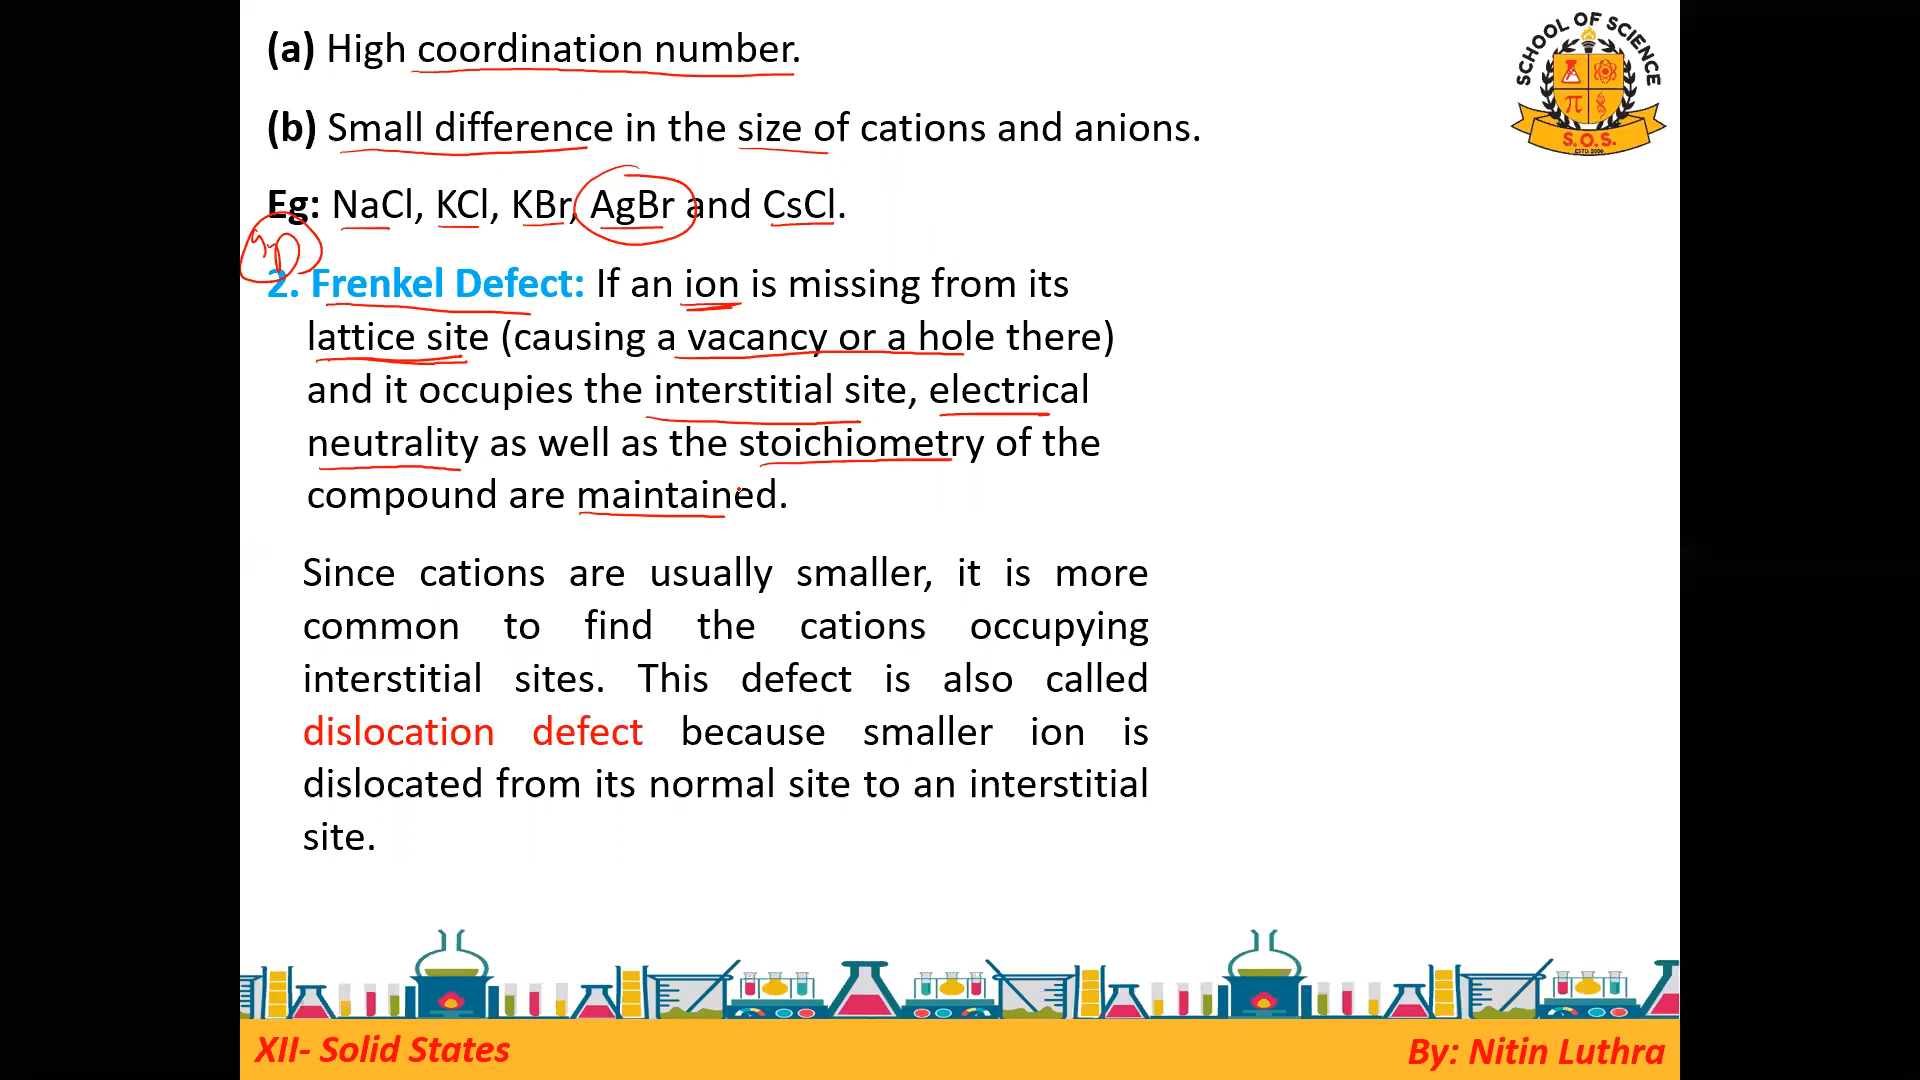 (a) High coordination number.
(b) Small difference in the size of cations and anions.
Eg: NaCl, KCl, KBr, AgBr and CsCl.
2. Frenkel Defect: If an ion is missing from its
lattice site (causing a vacancy or a hole there)
and it occupies the interstitial site, electrical
neutrality as well as the stoichiometry of the
compound are maintained.
Since cations are usually smaller, it is more
common to find the cations occupying
interstitial sites. This defect is also called
dislocation defect because smaller ion is
dislocated from its normal site to an interstitial
site.
SCHOOL OF SCIENCE
π
S.O.S.
XII- Solid States
By: Nitin Luthra